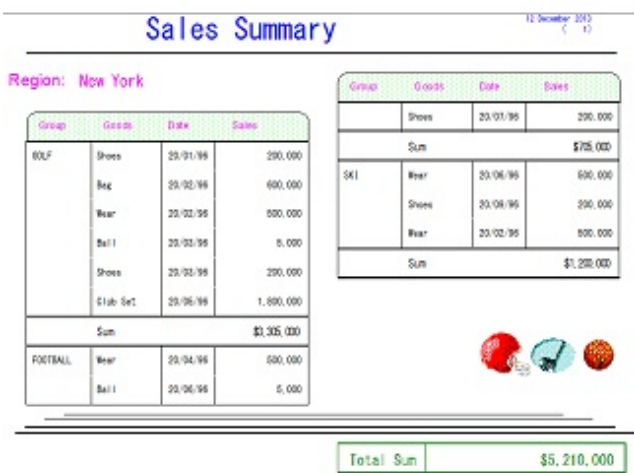 Sales Summary
12 December 2013
( 1)
Region: New York
Group Goods Date Sales
GOLF Shoes 20/01/96 200,000
Bag 20/02/96 600,000
Wear 20/02/96 500,000
Ball 20/03/96 5,000
Shoes 20/03/96 200,000
Club Set 20/05/96 1,800,000
Sum $3,305,000
FOOTBALL Wear 20/04/96 500,000
Ball 20/06/96 5,000
Group Goods Date Sales
Shoes 20/07/96 200,000
Sum $705,000
SKI Wear 20/06/96 500,000
Shoes 200,000
Wear 20/02/96 500,000
Sum $1,200,000
Total Sum $5,210,000